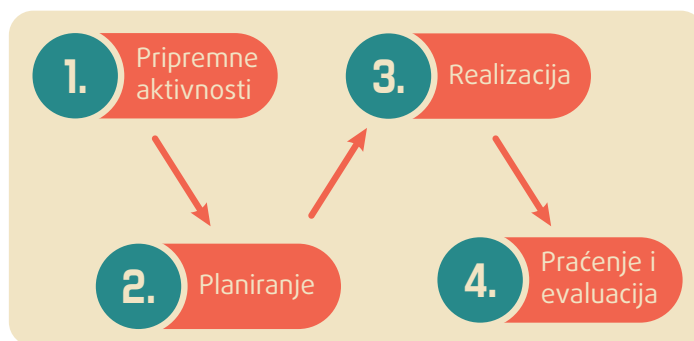 1.
Pripremne
aktivnosti
2.
Planiranje
3.
Realizacija
4.
Praćenje i
evaluacija